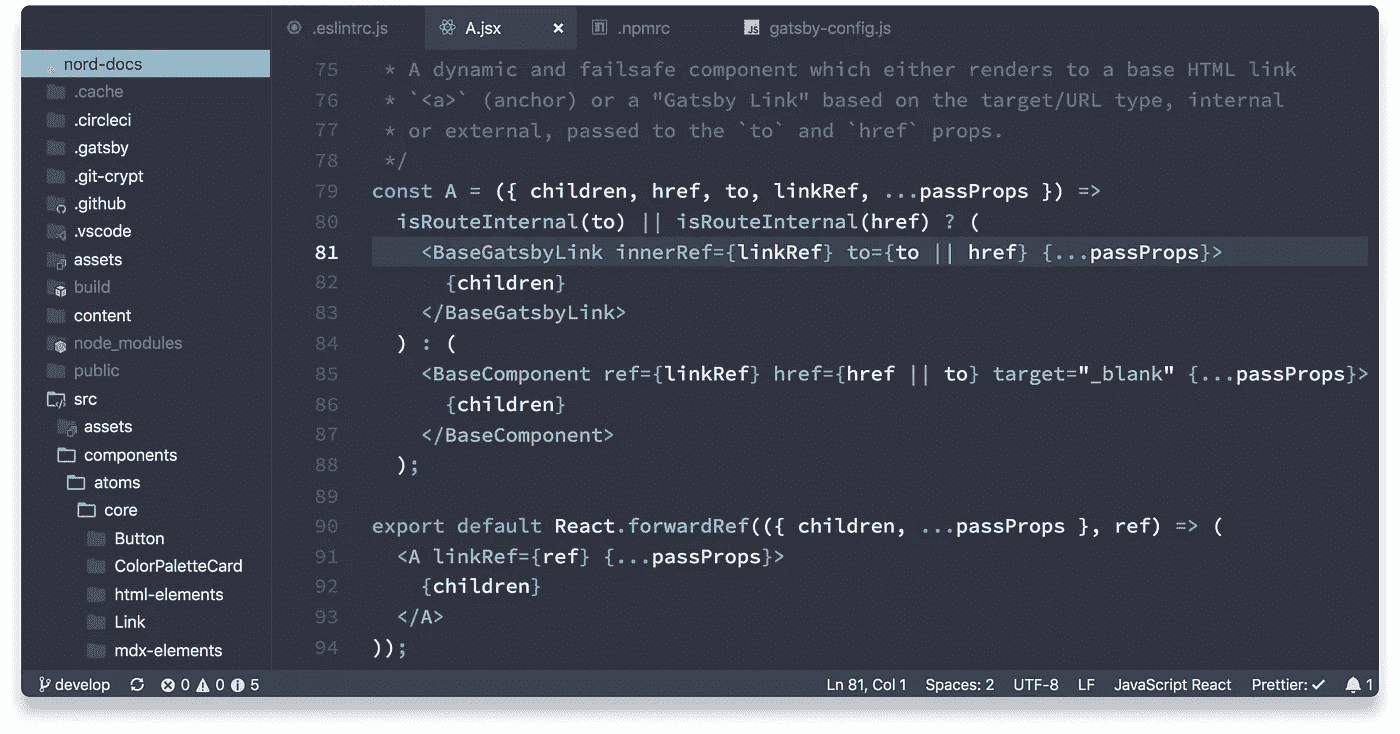 .eslintrc.js A.jsx × .npmrc JS gatsby-config.js
nord-docs
.cache
.circleci
.gatsby
.git-crypt
.github
.vscode
assets
build
content
node_modules
public
src
assets
components
atoms
core
Button
ColorPaletteCard
html-elements
Link
mdx-elements
75 * A dynamic and failsafe component which either renders to a base HTML link
76 * `<a>` (anchor) or a "Gatsby Link" based on the target/URL type, internal
77 * or external, passed to the `to` and `href` props.
78 */
79 const A = ({ children, href, to, linkRef, ...passProps }) =>
80 isRouteInternal(to) || isRouteInternal(href) ? (
81 <BaseGatsbyLink innerRef={linkRef} to={to || href} {...passProps}>
82 {children}
83 </BaseGatsbyLink>
84 ) : (
85 <BaseComponent ref={linkRef} href={href || to} target="_blank" {...passProps}>
86 {children}
87 </BaseComponent>
88 );
89
90 export default React.forwardRef(({ children, ...passProps }, ref) => (
91 <A linkRef={ref} {...passProps}>
92 {children}
93 </A>
94 ));
develop 0 0 5 Ln 81, Col 1 Spaces: 2 UTF-8 LF JavaScript React Prettier: ✓ 1